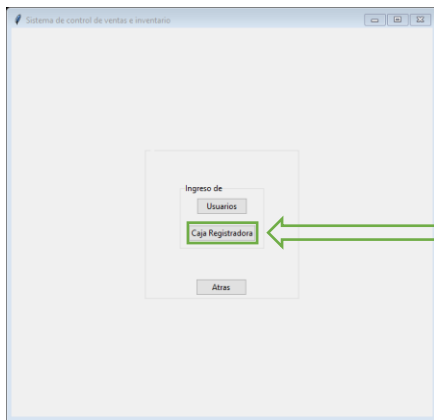 Sistema de control de ventas e inventario
Ingreso de
Usuarios
Caja Registradora
Atras